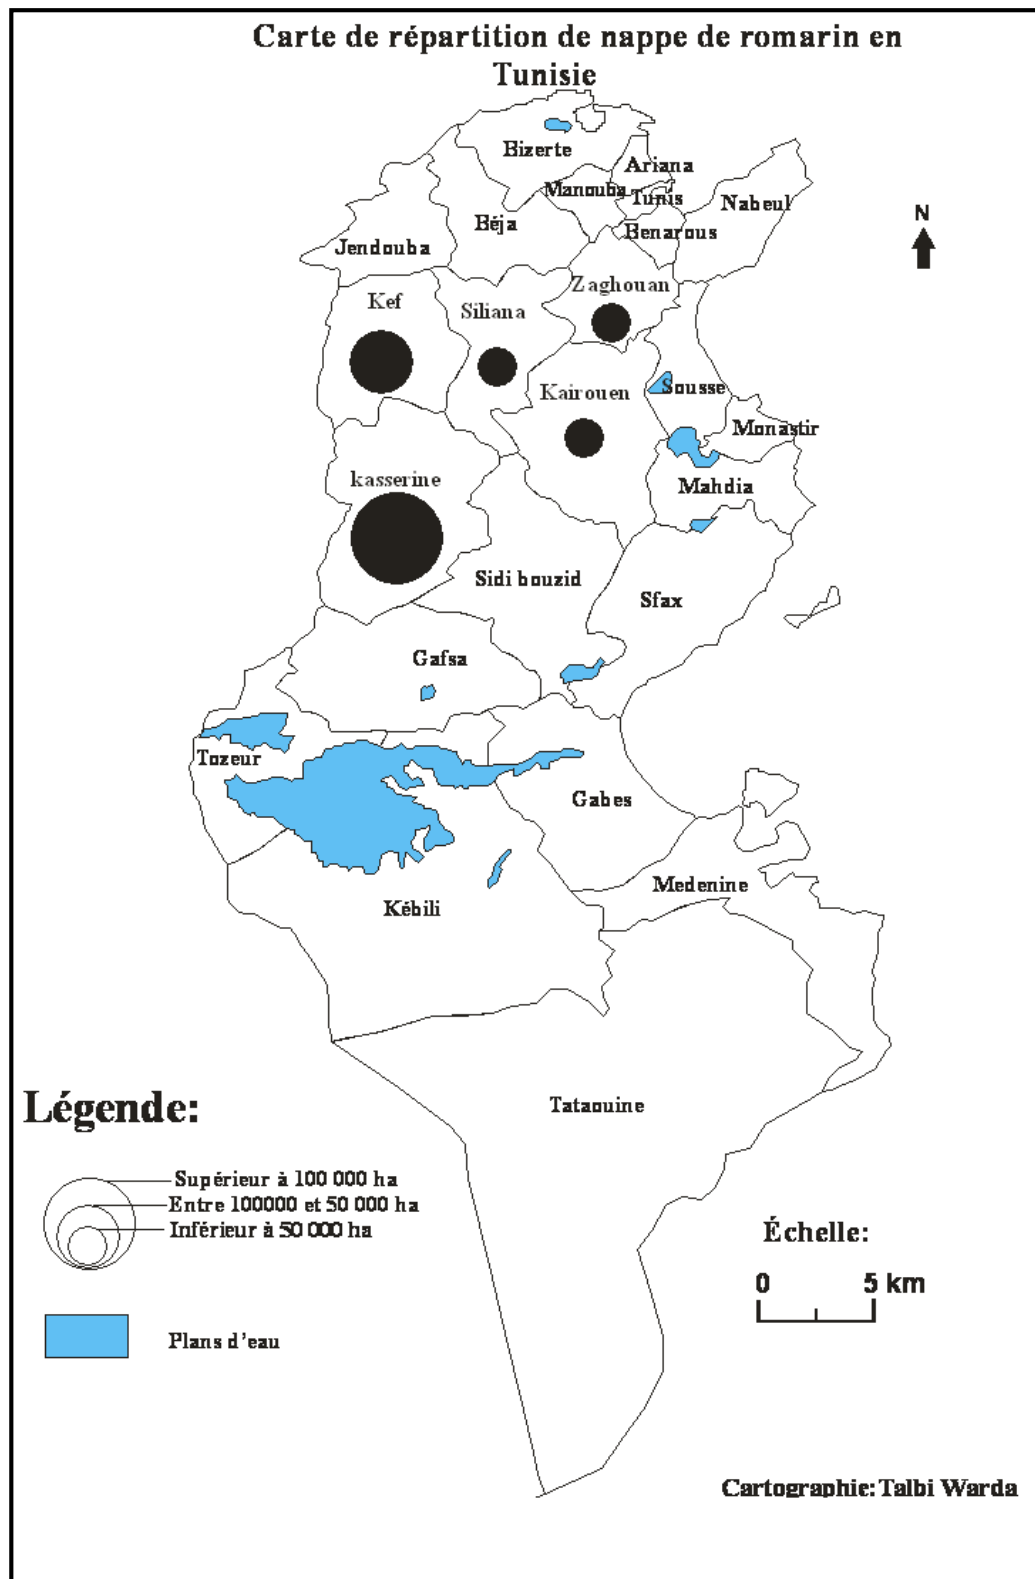 Carte de répartition de nappe de romarin en
Tunisie
Bizerte
Ariana
Manouba
Tunis
Nabeul
Béja
Benarous
Jendouba
N
Zaghouan
Kef
Siliana
Kairouen
Sousse
Monastir
kasserine
Mahdia
Sidi bouzid
Sfax
Gafsa
Tozeur
Gabes
Medenine
Kébili
Tataouine
Légende:
Supérieur à 100 000 ha
Entre 100000 et 50 000 ha
Inférieur à 50 000 ha
Plans d'eau
Échelle:
0 5 km
Cartographie: Talbi Warda